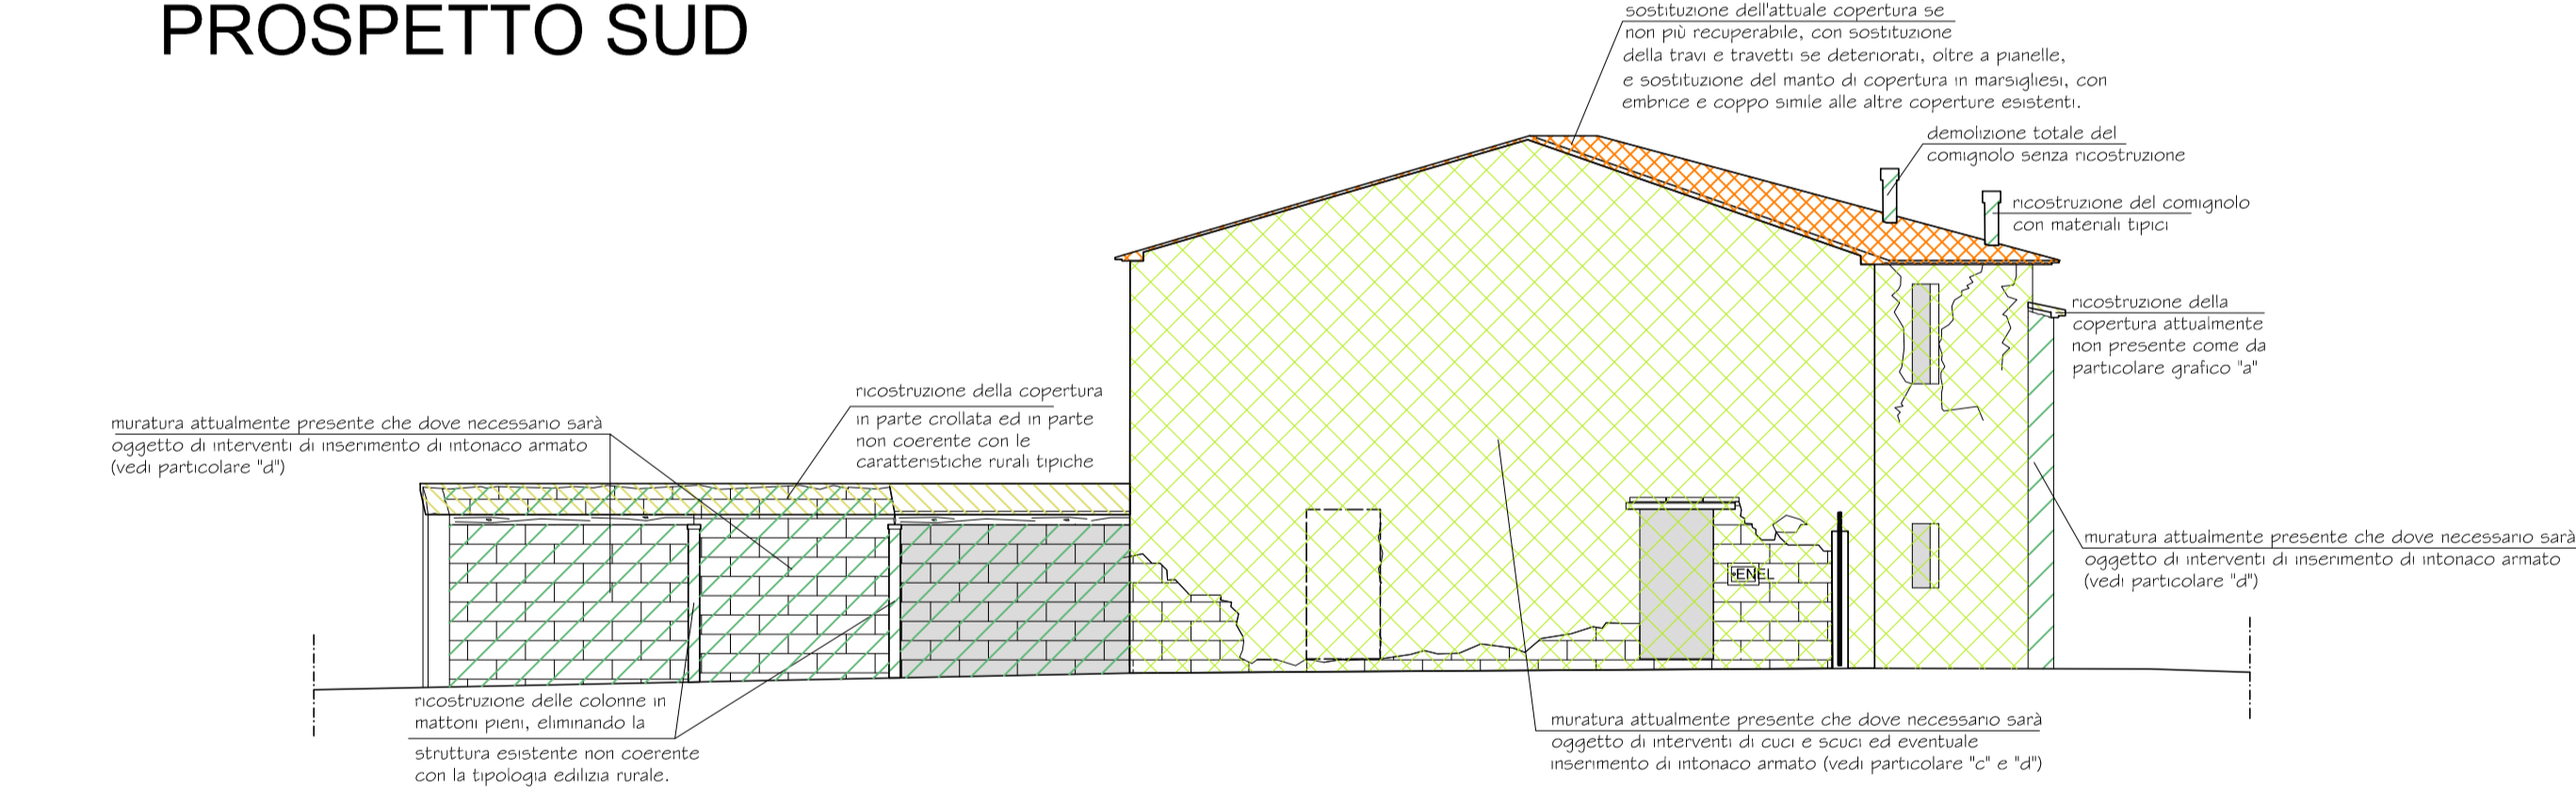 PROSPETTO SUD
sostituzione dell'attuale copertura se
non più recuperabile, con sostituzione
della travi e travetti se deteriorati, oltre a pianelle,
e sostituzione del manto di copertura in marsigliesi, con
embrice e coppo simile alle altre coperture esistenti.
demolizione totale del
comignolo senza ricostruzione
ricostruzione del comignolo
con materiali tipici
ricostruzione della
copertura attualmente
non presente come da
particolare grafico "a"
ricostruzione della copertura
in parte crollata ed in parte
non coerente con le
caratteristiche rurali tipiche
muratura attualmente presente che dove necessario sarà
oggetto di interventi di inserimento di intonaco armato
(vedi particolare "d")
muratura attualmente presente che dove necessario sarà
oggetto di interventi di inserimento di intonaco armato
(vedi particolare "d")
ENEL
ricostruzione delle colonne in
mattoni pieni, eliminando la
struttura esistente non coerente
con la tipologia edilizia rurale.
muratura attualmente presente che dove necessario sarà
oggetto di interventi di cuci e scuci ed eventuale
inserimento di intonaco armato (vedi particolare "c" e "d")